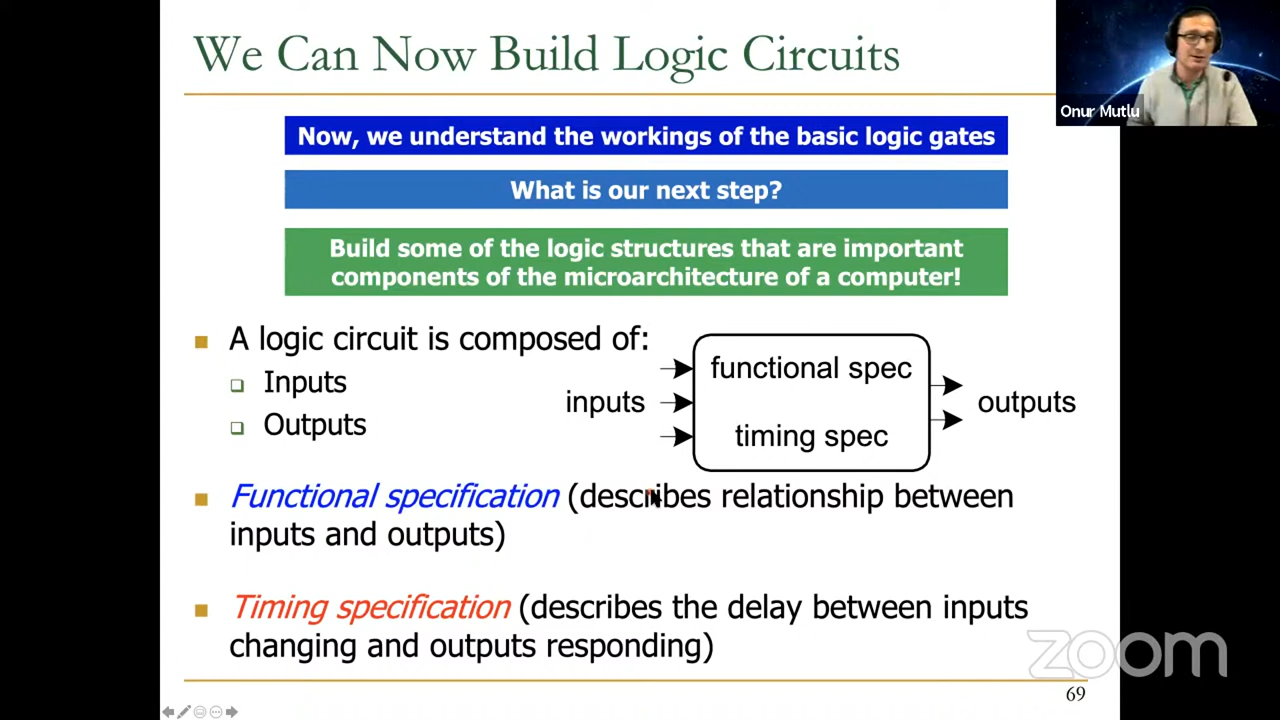 We Can Now Build Logic Circuits
Onur Mutlu
Now, we understand the workings of the basic logic gates
What is our next step?
Build some of the logic structures that are important
components of the microarchitecture of a computer!
A logic circuit is composed of:
Inputs
Outputs
inputs
functional spec
timing spec
outputs
Functional specification (describes relationship between
inputs and outputs)
Timing specification (describes the delay between inputs
changing and outputs responding)
zoom
69